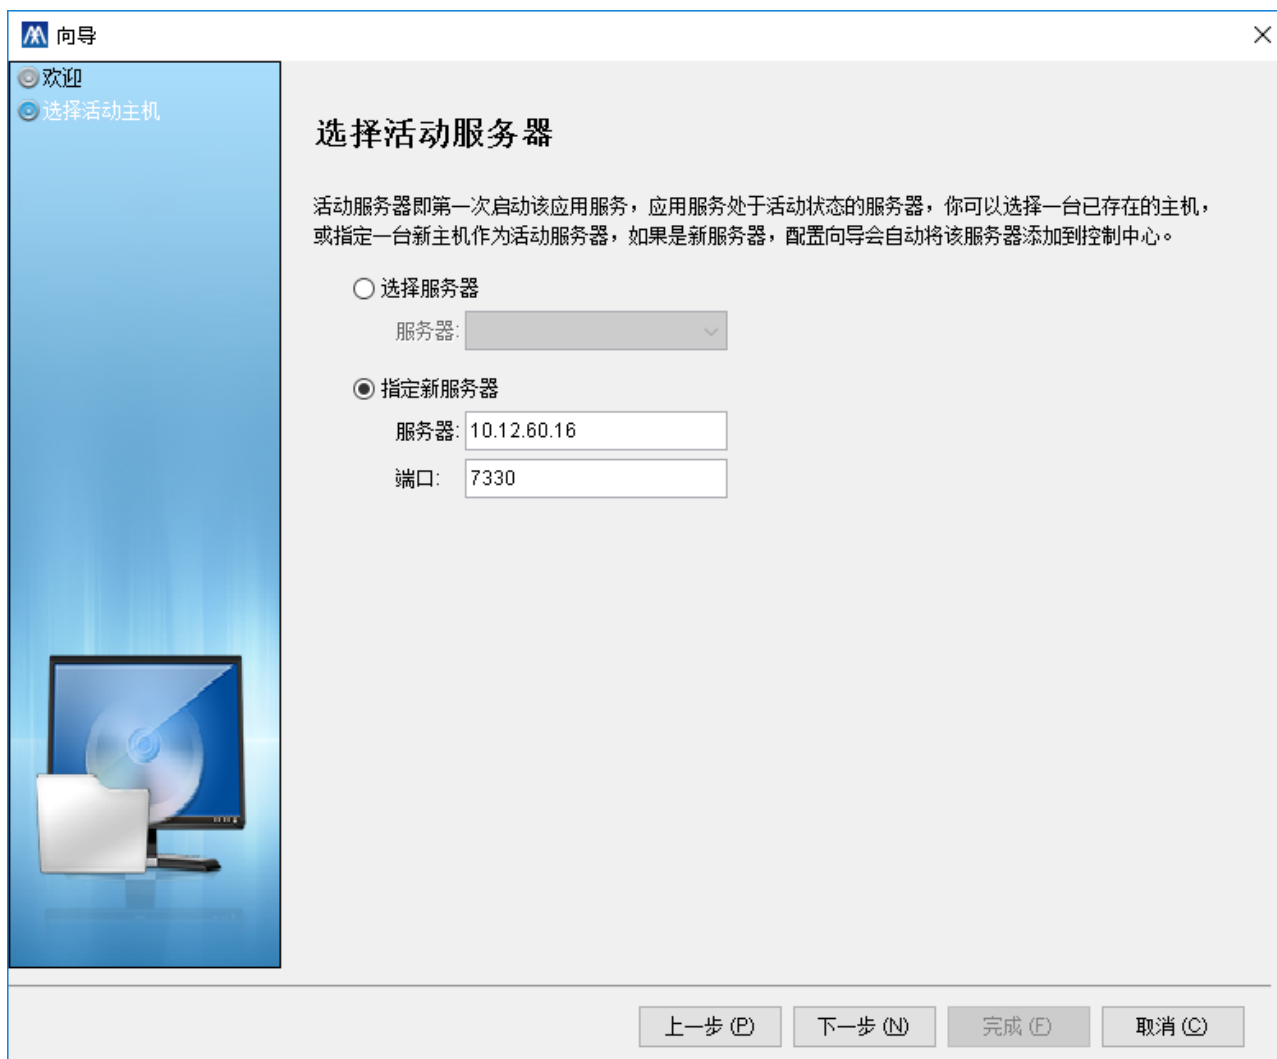 向导
欢迎
选择活动主机
选择活动服务器
活动服务器即第一次启动该应用服务，应用服务处于活动状态的服务器，你可以选择一台已存在的主机，
或指定一台新主机作为活动服务器，如果是新服务器，配置向导会自动将该服务器添加到控制中心。
选择服务器
服务器:
指定新服务器
服务器: 10.12.60.16
端口: 7330
上一步 (P) 下一步 (N) 完成 (F) 取消 (C)